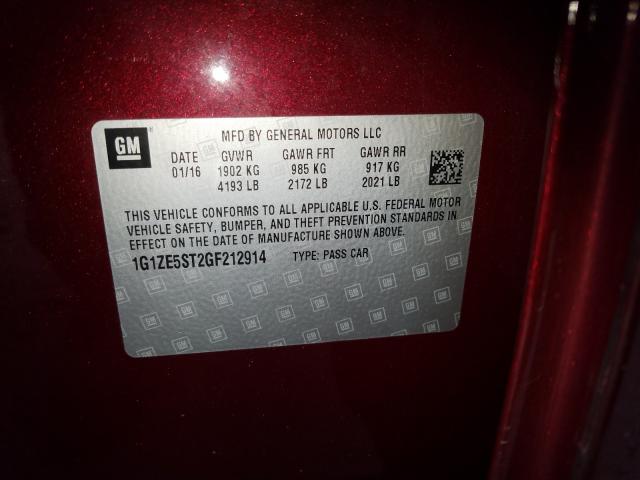 GM MFD BY GENERAL MOTORS LLC
DATE GVWR GAWR FRT GAWR RR
01/16 1902 KG 985 KG 917 KG
4193 LB 2172 LB 2021 LB
THIS VEHICLE CONFORMS TO ALL APPLICABLE U.S. FEDERAL MOTOR
VEHICLE SAFETY, BUMPER, AND THEFT PREVENTION STANDARDS IN
EFFECT ON THE DATE OF MANUFACTURE SHOWN ABOVE.
1G1ZE5ST2GF212914 TYPE: PASS CAR